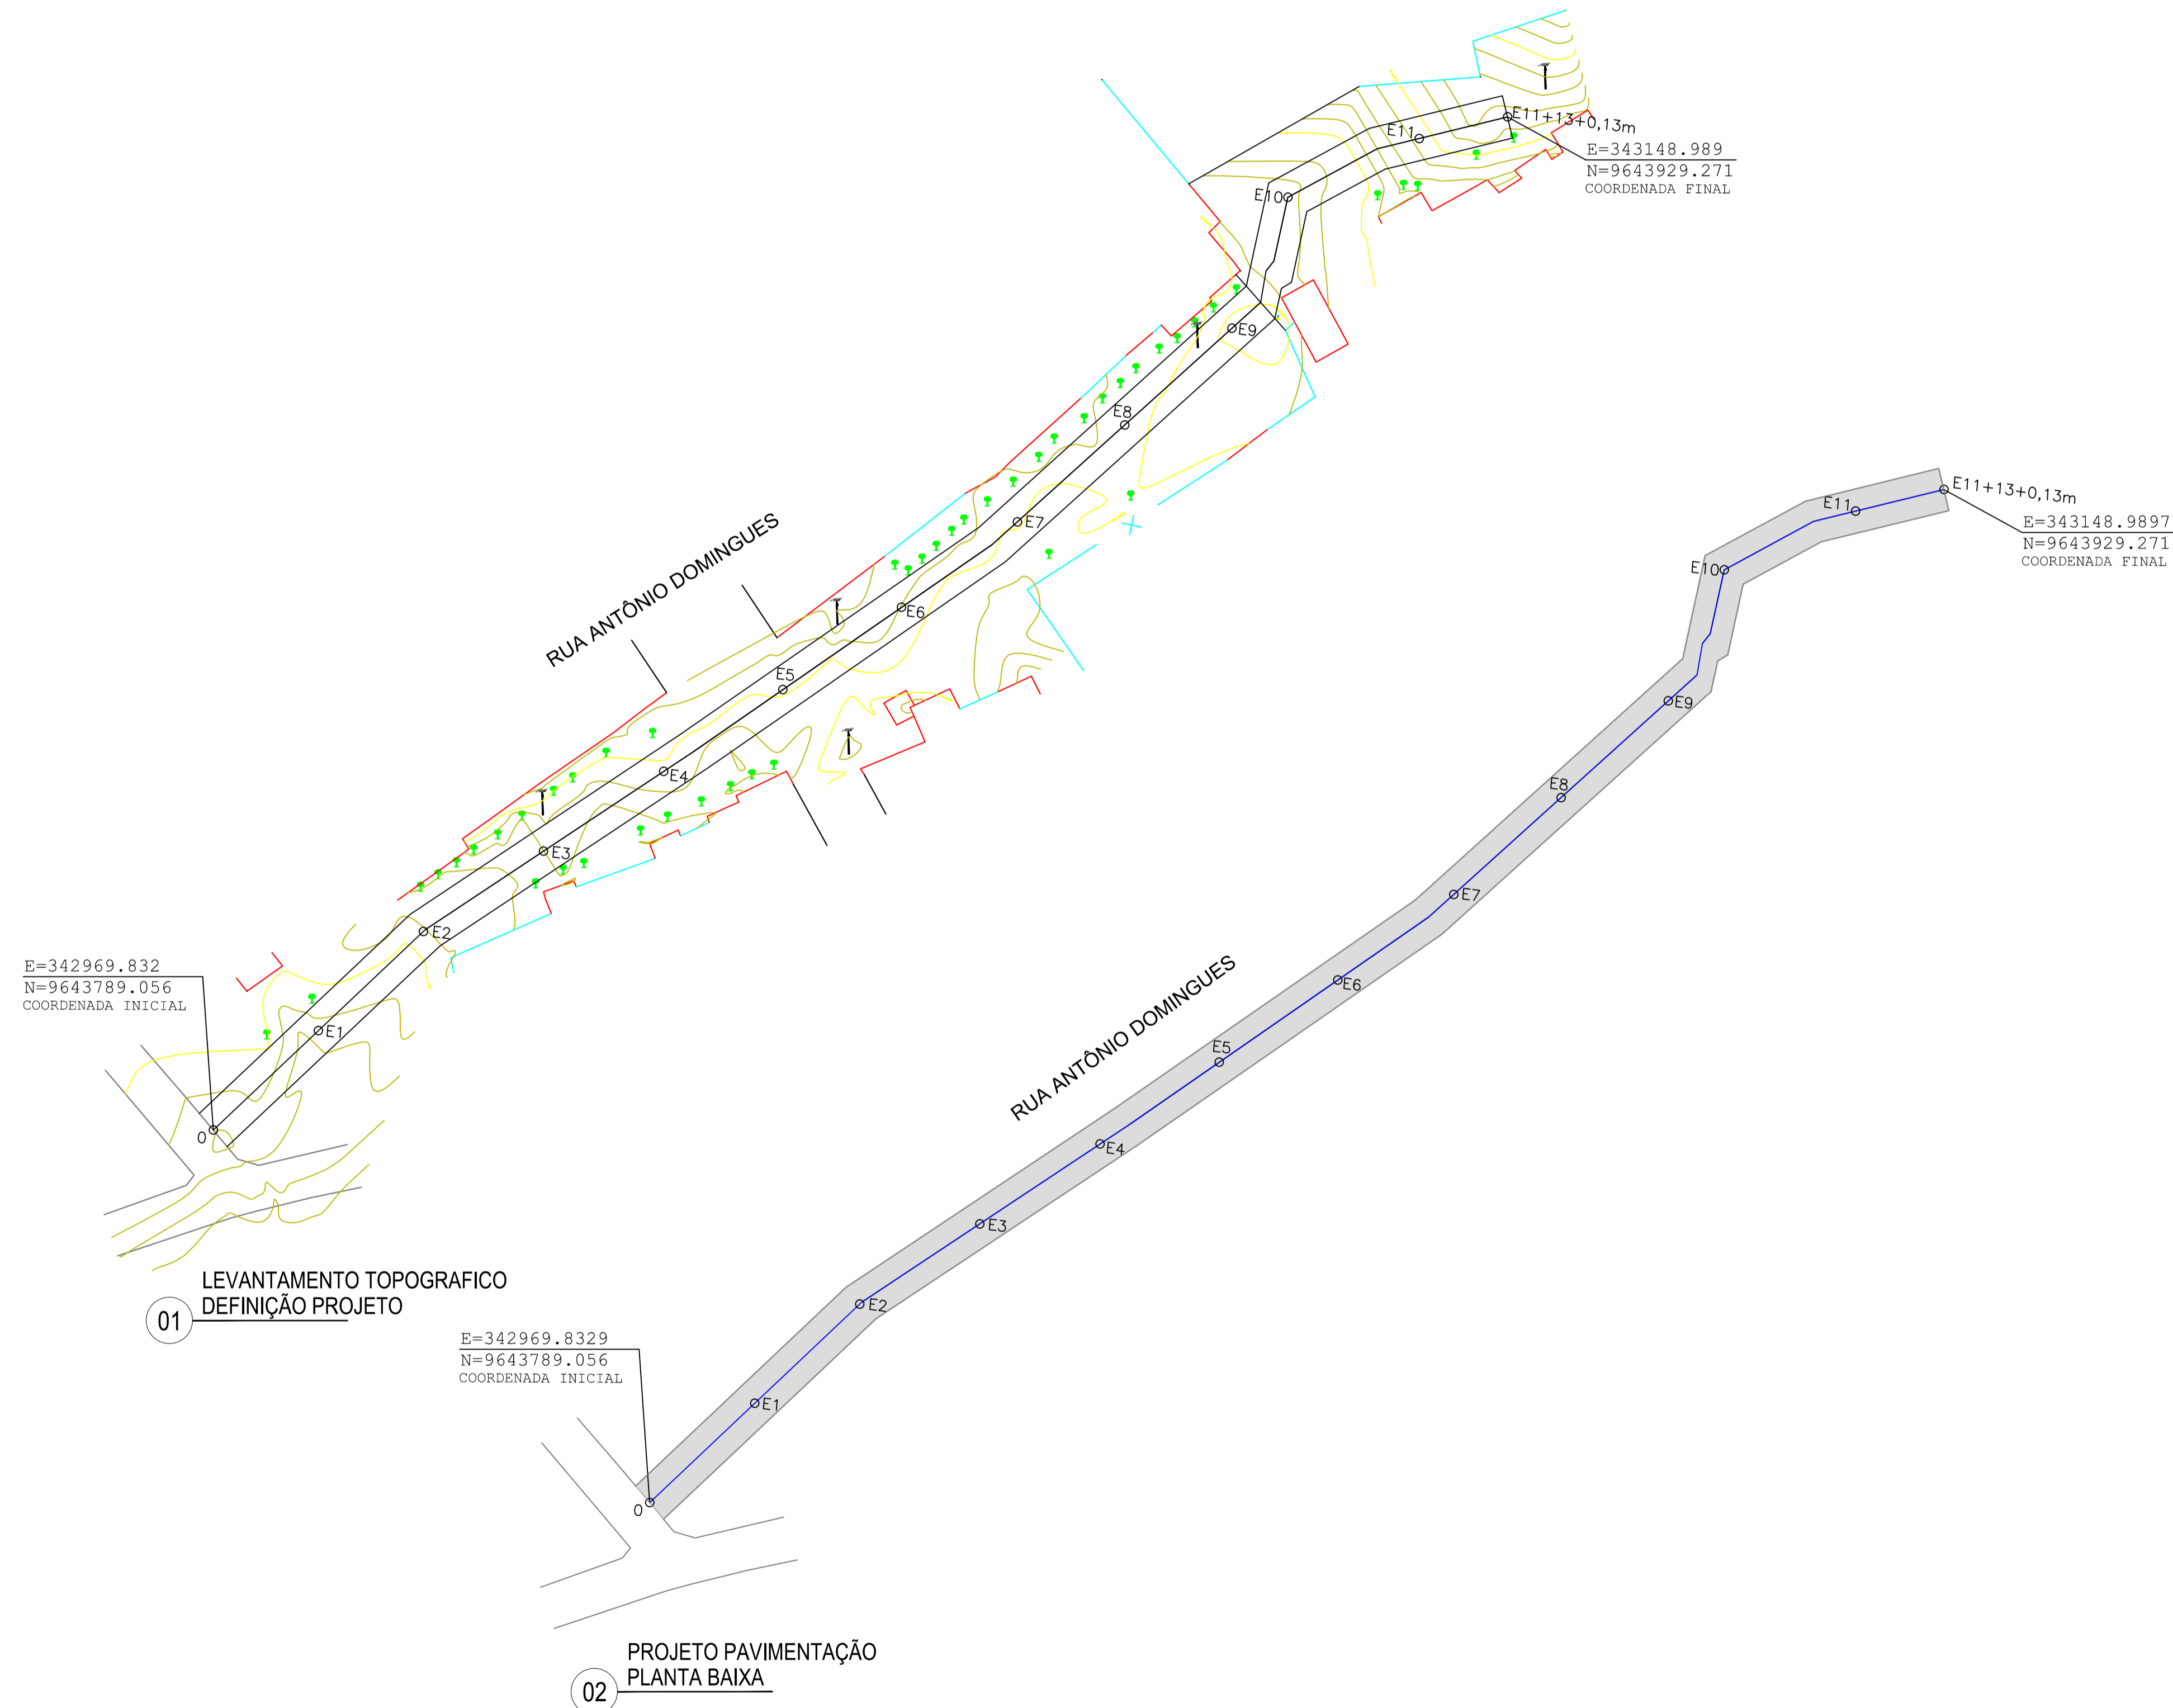 E11+13+0,13m
E11
E=343148.989
N=9643929.271
COORDENADA FINAL
E10
E9
E8
E7
RUA ANTÔNIO DOMINGUES
E6
E5
E4
E3
E2
E1
E=342969.832
N=9643789.056
COORDENADA INICIAL
0
LEVANTAMENTO TOPOGRAFICO
DEFINIÇÃO PROJETO
01
E11+13+0,13m
E11
E=343148.9897
N=9643929.271
COORDENADA FINAL
E10
E9
E8
E7
RUA ANTÔNIO DOMINGUES
E6
E5
E4
E3
E2
E1
E=342969.8329
N=9643789.056
COORDENADA INICIAL
0
PROJETO PAVIMENTAÇÃO
PLANTA BAIXA
02